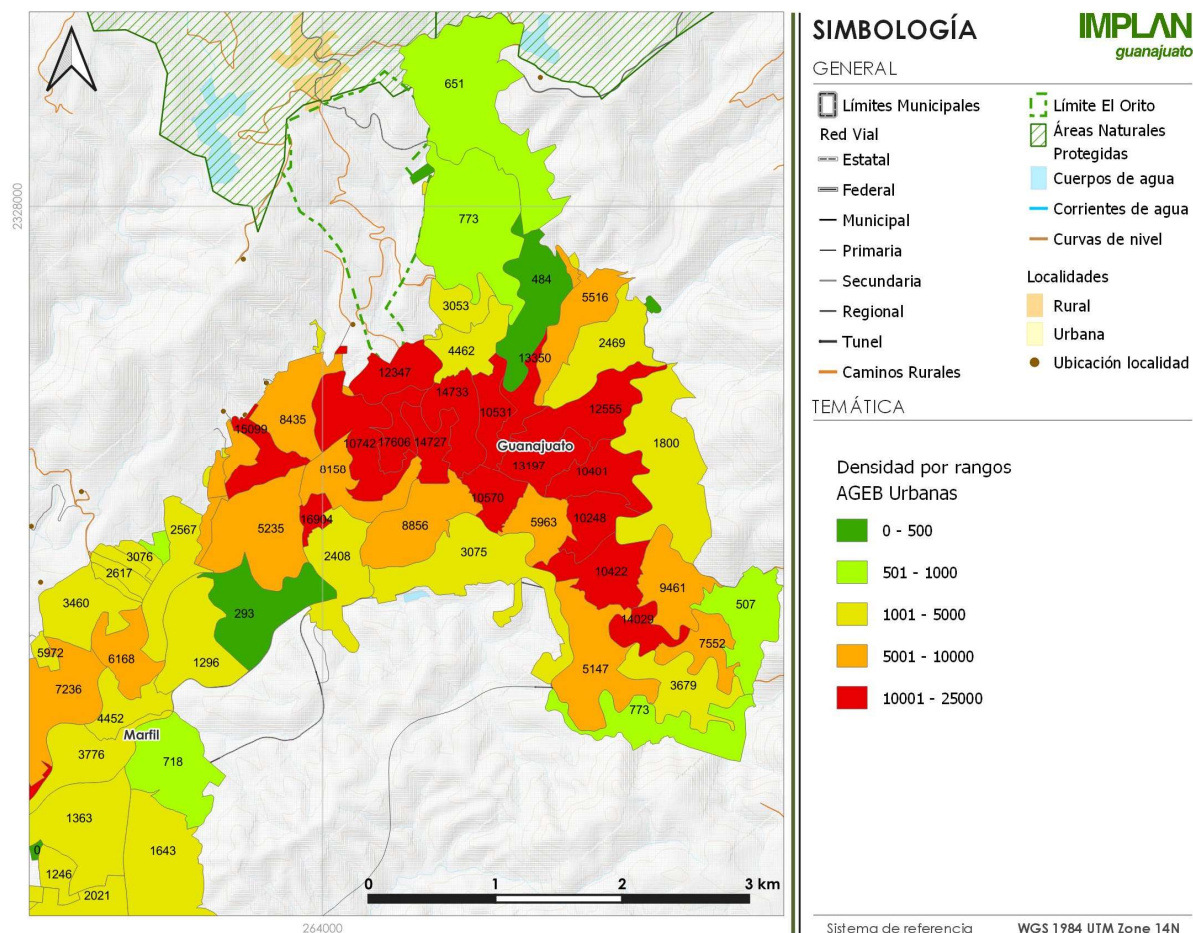 651
2328000
773
484
5516
3053
4462
2469
13350
12347
14733
10531
12555
8435
15099
10742
17606
14727
Guanajuato
1800
8158
13197
10401
10570
16904
5235
8856
5963
10248
2567
2408
3075
3076
2617
10422
9461
3460
293
507
14029
5972
6168
7552
7236
1296
5147
3679
4452
773
Marfil
3776
718
1363
1643
0
1246
2021
0 1 2 3 km
264000
SIMBOLOGÍA
IMPLAN
guanajuato
GENERAL
Límites Municipales
Red Vial
Estatal
Federal
Municipal
Primaria
Secundaria
Regional
Tunel
Caminos Rurales
Límite El Orito
Áreas Naturales
Protegidas
Cuerpos de agua
Corrientes de agua
Curvas de nivel
Localidades
Rural
Urbana
Ubicación localidad
TEMÁTICA
Densidad por rangos
AGEB Urbanas
0 - 500
501 - 1000
1001 - 5000
5001 - 10000
10001 - 25000
Sistema de referencia WGS 1984 UTM Zone 14N